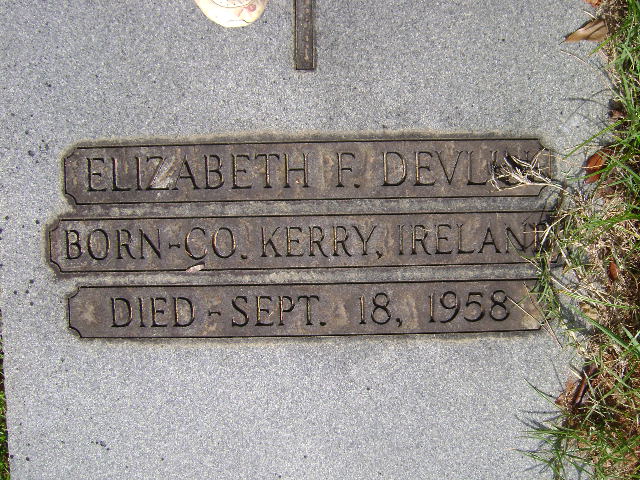 ELIZABETH F. DEVLIN
BORN-CO. KERRY, IRELAND
DIED-SEPT. 18, 1958